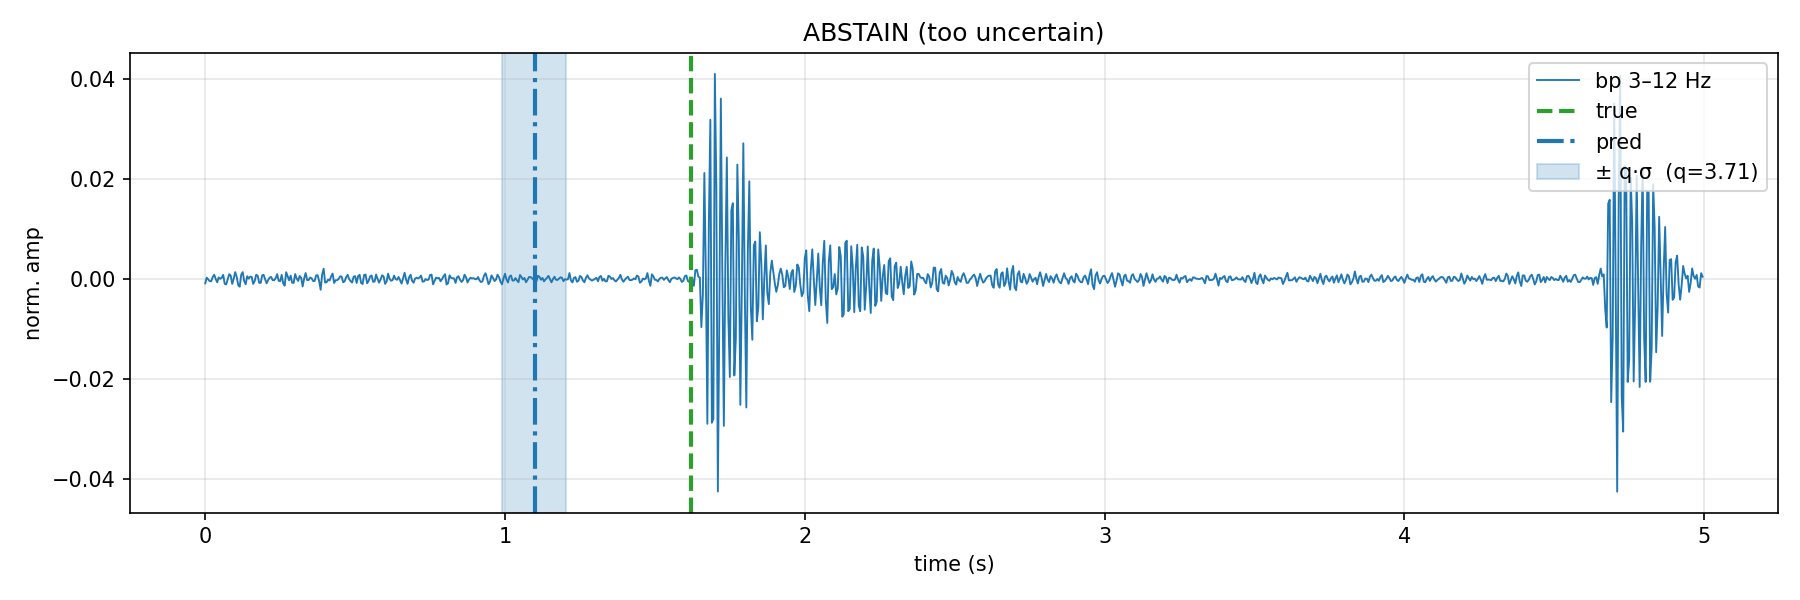 ABSTAIN (too uncertain)
bp 3–12 Hz
true
pred
± q·σ (q=3.71)
norm. amp
0.04
0.02
0.00
−0.02
−0.04
0 1 2 3 4 5
time (s)